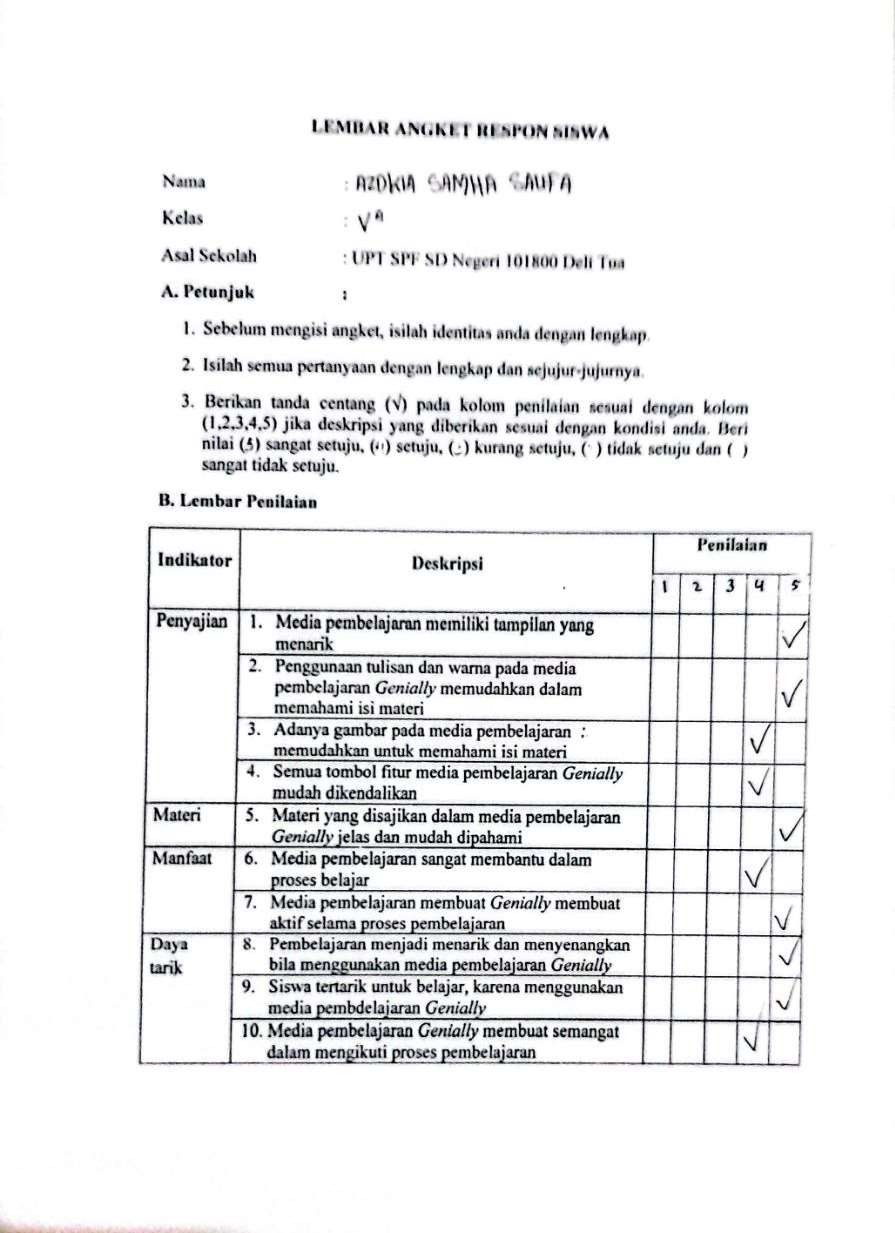 LEMBAR ANGKET RESPON SISWA
Nama : AZDKIA SAMHA SAUFA
Kelas : V A
Asal Sekolah : UPT SPF SD Negeri 101800 Deli Tua
A. Petunjuk :
1. Sebelum mengisi angket, isilah identitas anda dengan lengkap.
2. Isilah semua pertanyaan dengan lengkap dan sejujur-jujurnya.
3. Berikan tanda centang (√) pada kolom penilaian sesuai dengan kolom
(1,2,3,4,5) jika deskripsi yang diberikan sesuai dengan kondisi anda. Beri
nilai (5) sangat setuju, ( ) setuju, ( ) kurang setuju, ( ) tidak setuju dan ( )
sangat tidak setuju.
B. Lembar Penilaian
Indikator Deskripsi Penilaian
1 2 3 4 5
Penyajian 1. Media pembelajaran memiliki tampilan yang
menarik ✓
2. Penggunaan tulisan dan warna pada media
pembelajaran Genially memudahkan dalam ✓
memahami isi materi
3. Adanya gambar pada media pembelajaran :
memudahkan untuk memahami isi materi ✓
4. Semua tombol fitur media pembelajaran Genially
mudah dikendalikan ✓
Materi 5. Materi yang disajikan dalam media pembelajaran
Genially jelas dan mudah dipahami ✓
Manfaat 6. Media pembelajaran sangat membantu dalam
proses belajar ✓
7. Media pembelajaran membuat Genially membuat
aktif selama proses pembelajaran ✓
Daya 8. Pembelajaran menjadi menarik dan menyenangkan
tarik bila menggunakan media pembelajaran Genially ✓
9. Siswa tertarik untuk belajar, karena menggunakan
media pembdelajaran Genially ✓
10. Media pembelajaran Genially membuat semangat
dalam mengikuti proses pembelajaran ✓